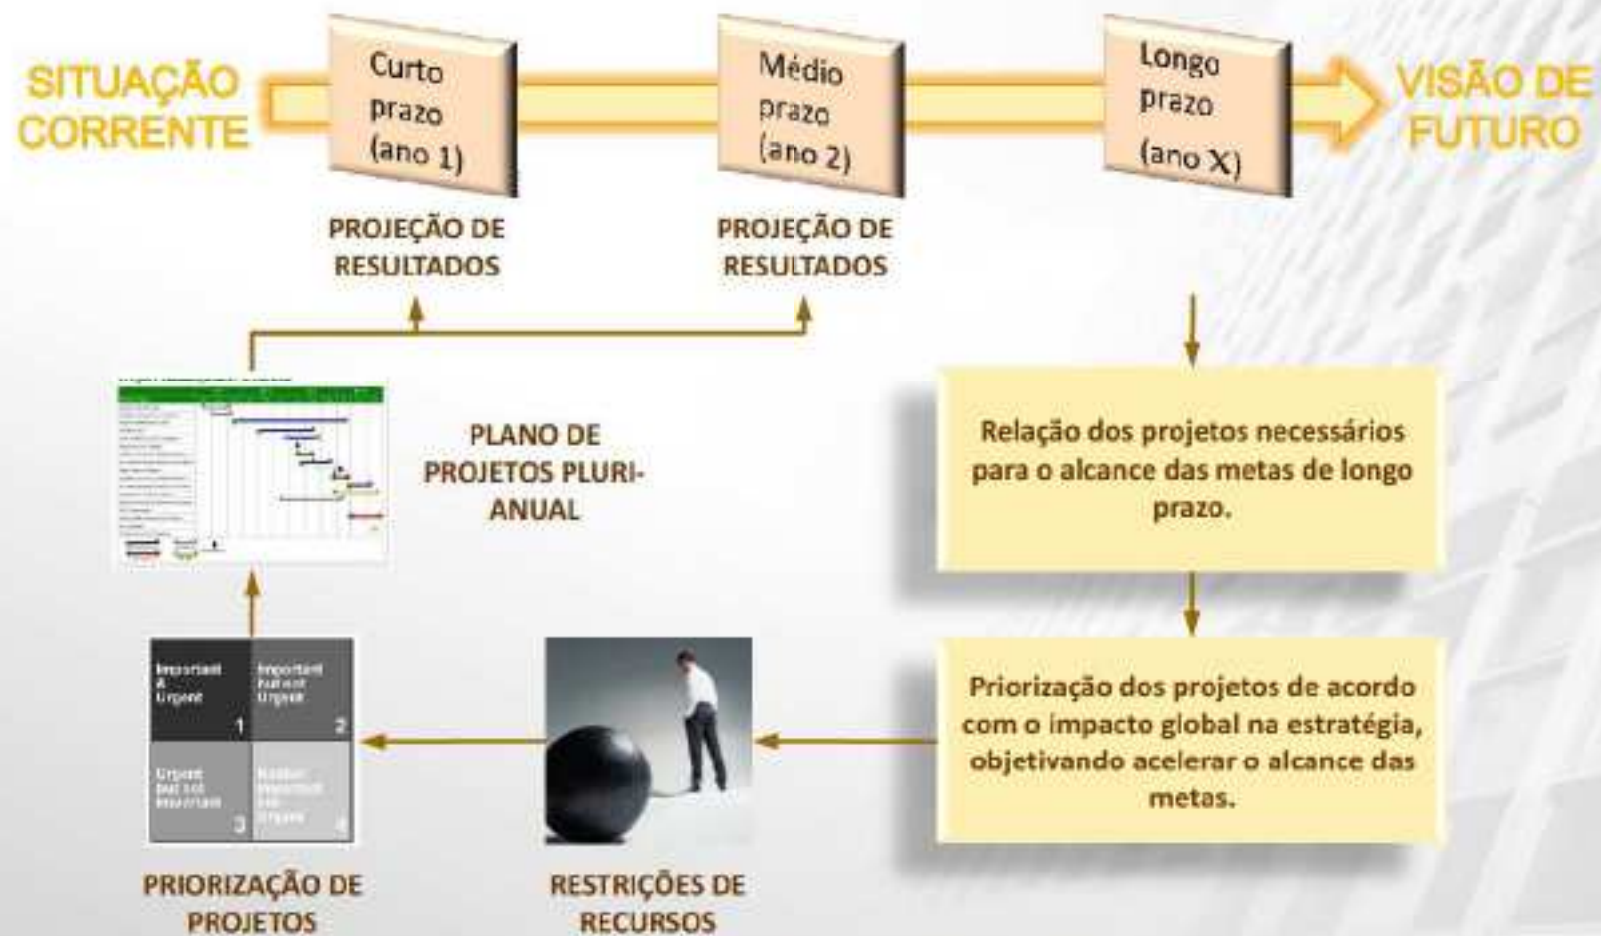 SITUAÇÃO
CORRENTE
Curto
prazo
(ano 1)
Médio
prazo
(ano 2)
Longo
prazo
(ano X)
VISÃO DE
FUTURO
PROJEÇÃO DE
RESULTADOS
PROJEÇÃO DE
RESULTADOS
PLANO DE
PROJETOS PLURI-
ANUAL
Relação dos projetos necessários
para o alcance das metas de longo
prazo.
Priorização dos projetos de acordo
com o impacto global na estratégia,
objetivando acelerar o alcance das
metas.
Important
&
Urgent
1
Important
but not
Urgent
2
Urgent
but not
Important
3
Important
Urgent
4
PRIORIZAÇÃO DE
PROJETOS
RESTRIÇÕES DE
RECURSOS